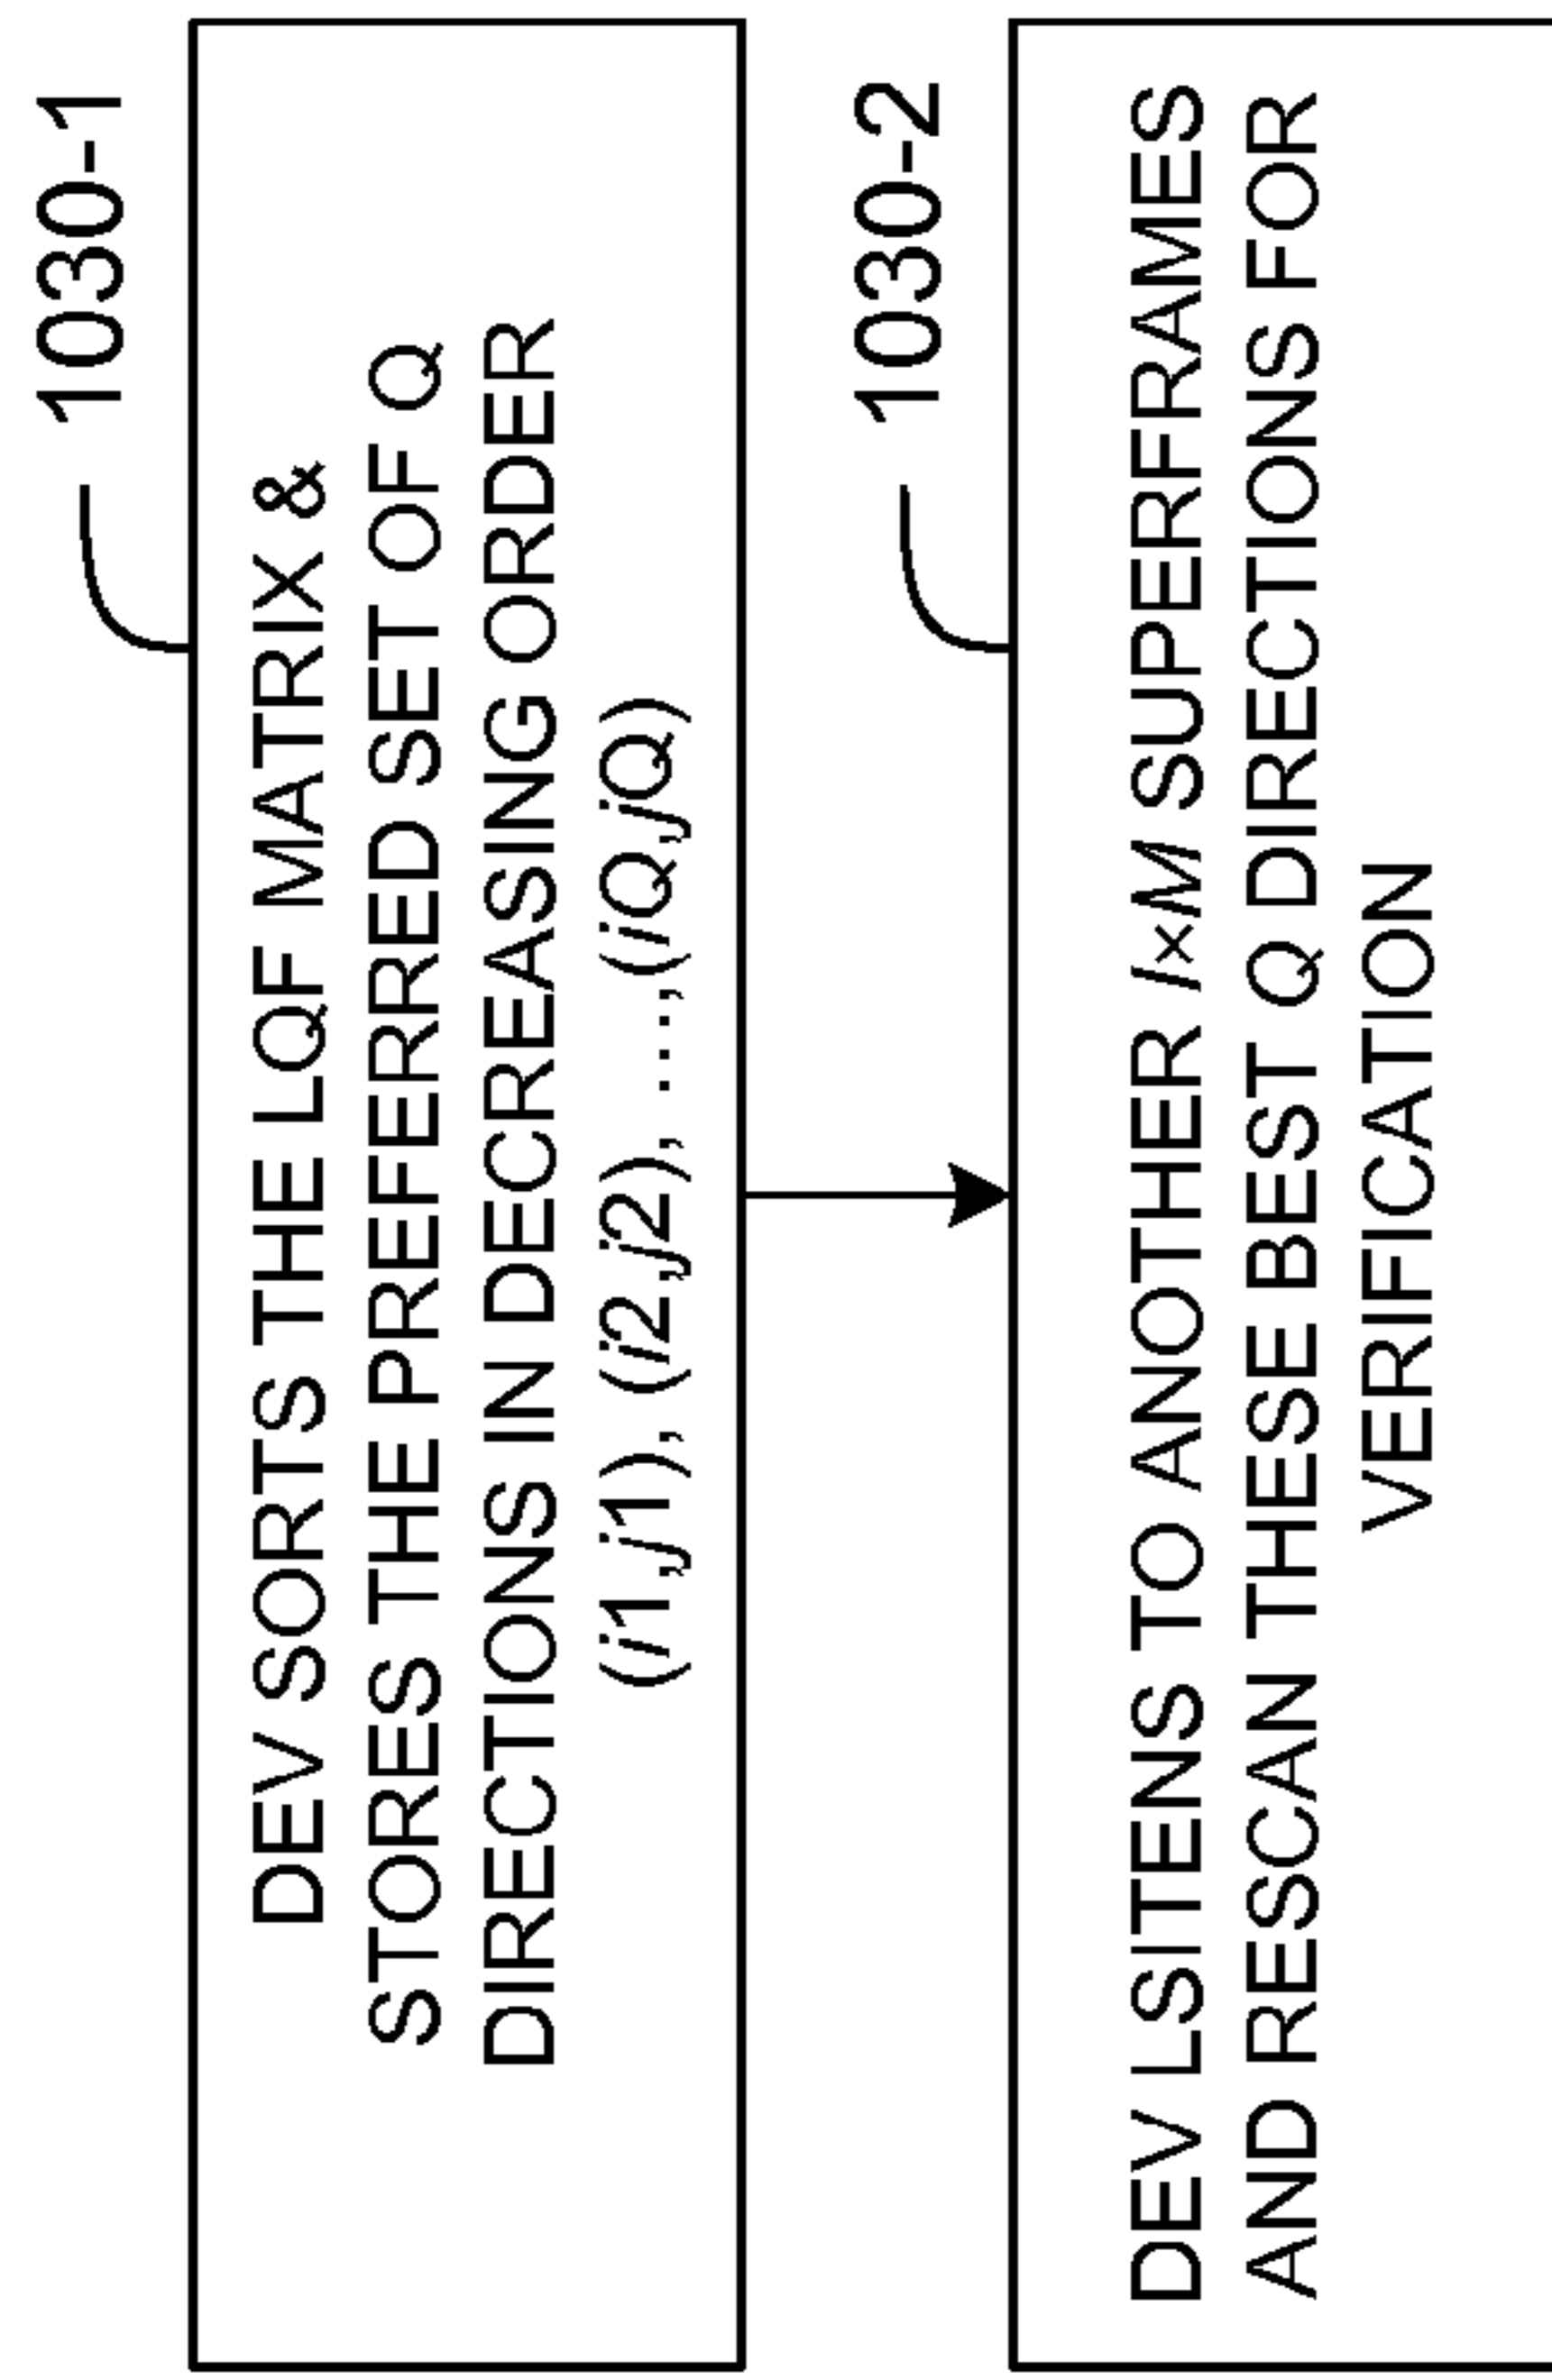 1030-1
DEV SORTS THE LQF MATRIX &
STORES THE PREFERRED SET OF Q
DIRECTIONS IN DECREASING ORDER
(i1,j1), (i2,j2), ...,(iQ,jQ)
1030-2
DEV LSITENS TO ANOTHER I×M SUPERFRAMES
AND RESCAN THESE BEST Q DIRECTIONS FOR
VERIFICATION